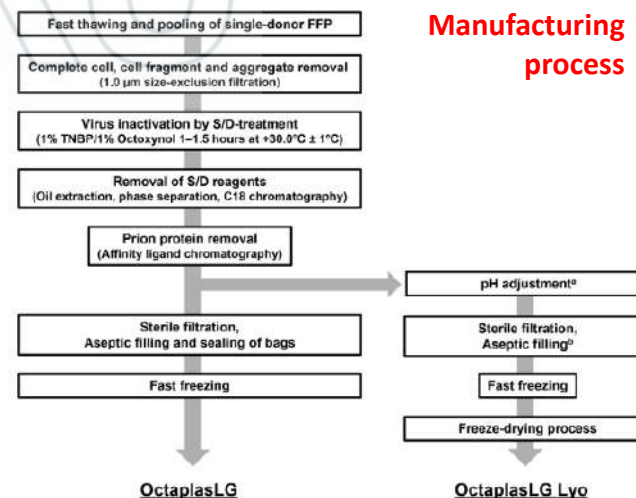 Manufacturing
process
Fast thawing and pooling of single-donor FFP
Complete cell, cell fragment and aggregate removal
(1.0 µm size-exclusion filtration)
Virus inactivation by S/D-treatment
(1% TNBP/1% Octoxynol 1–1.5 hours at +30.0°C ± 1°C)
Removal of S/D reagents
(Oil extraction, phase separation, C18 chromatography)
Prion protein removal
(Affinity ligand chromatography)
Sterile filtration,
Aseptic filling and sealing of bags
Fast freezing
OctaplasLG
pH adjustmentᵃ
Sterile filtration,
Aseptic fillingᵇ
Fast freezing
Freeze-drying process
OctaplasLG Lyo